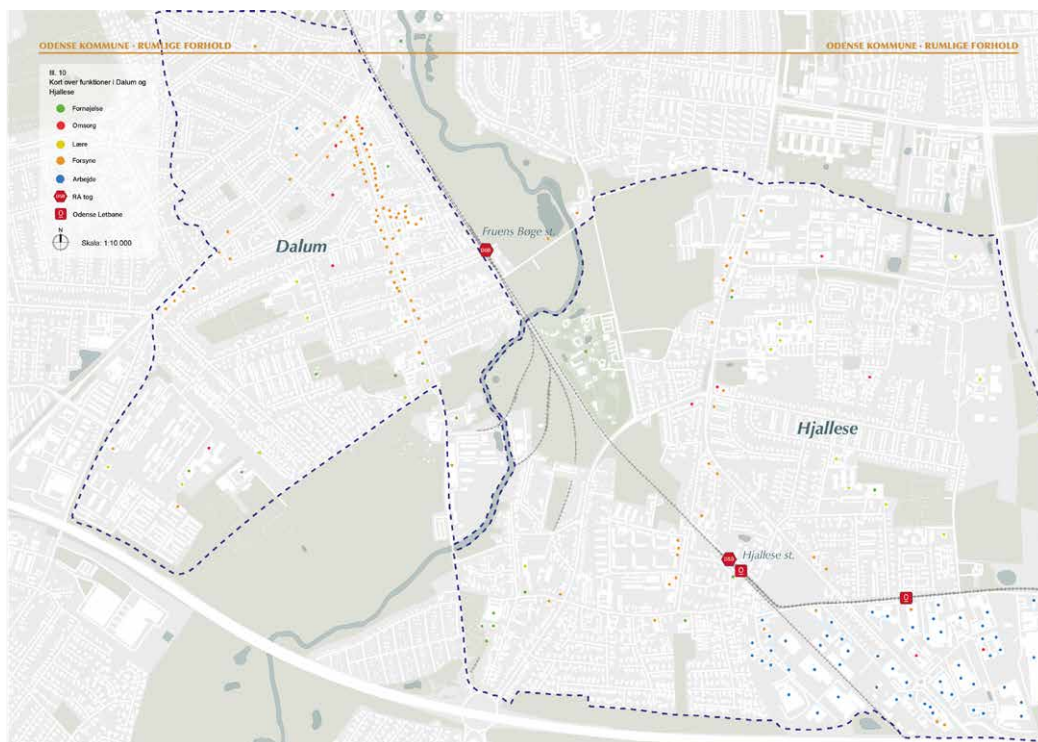 ODENSE KOMMUNE · RUMLIGE FORHOLD
ODENSE KOMMUNE · RUMLIGE FORHOLD
Ill. 10
Kort over funktioner i Dalum og
Hjallese
Fornøjelse
Omsorg
Lære
Forsyne
Arbejde
RA tog
Odense Letbane
N
Skala: 1:10 000
Fruens Bøge st.
Dalum
Hjallese
Hjallese st.